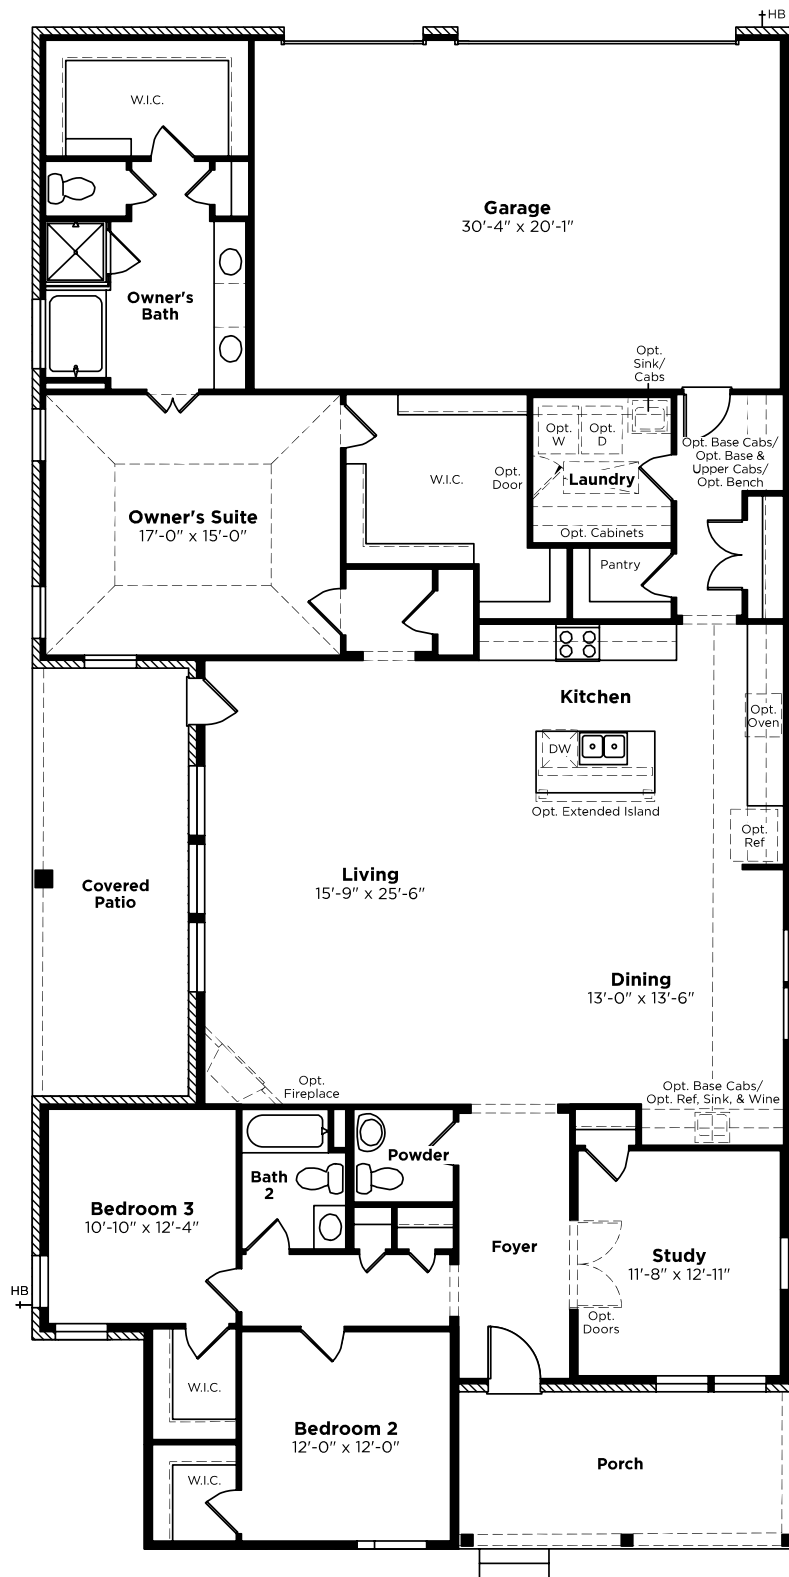 HB
W.I.C.
Garage
30'-4" x 20'-1"
Owner's
Bath
Opt.
Sink/
Cabs
Opt.
W
Opt.
D
Opt. Base Cabs/
Opt. Base &
Upper Cabs/
Opt. Bench
W.I.C.
Opt.
Door
Laundry
Owner's Suite
17'-0" x 15'-0"
Opt. Cabinets
Pantry
Kitchen
Opt.
Oven
DW
Opt. Extended Island
Opt.
Ref
Living
15'-9" x 25'-6"
Covered
Patio
Dining
13'-0" x 13'-6"
Opt.
Fireplace
Opt. Base Cabs/
Opt. Ref, Sink, & Wine
Powder
Bath
2
Bedroom 3
10'-10" x 12'-4"
Foyer
Study
11'-8" x 12'-11"
HB
Opt.
Doors
W.I.C.
Bedroom 2
12'-0" x 12'-0"
W.I.C.
Porch